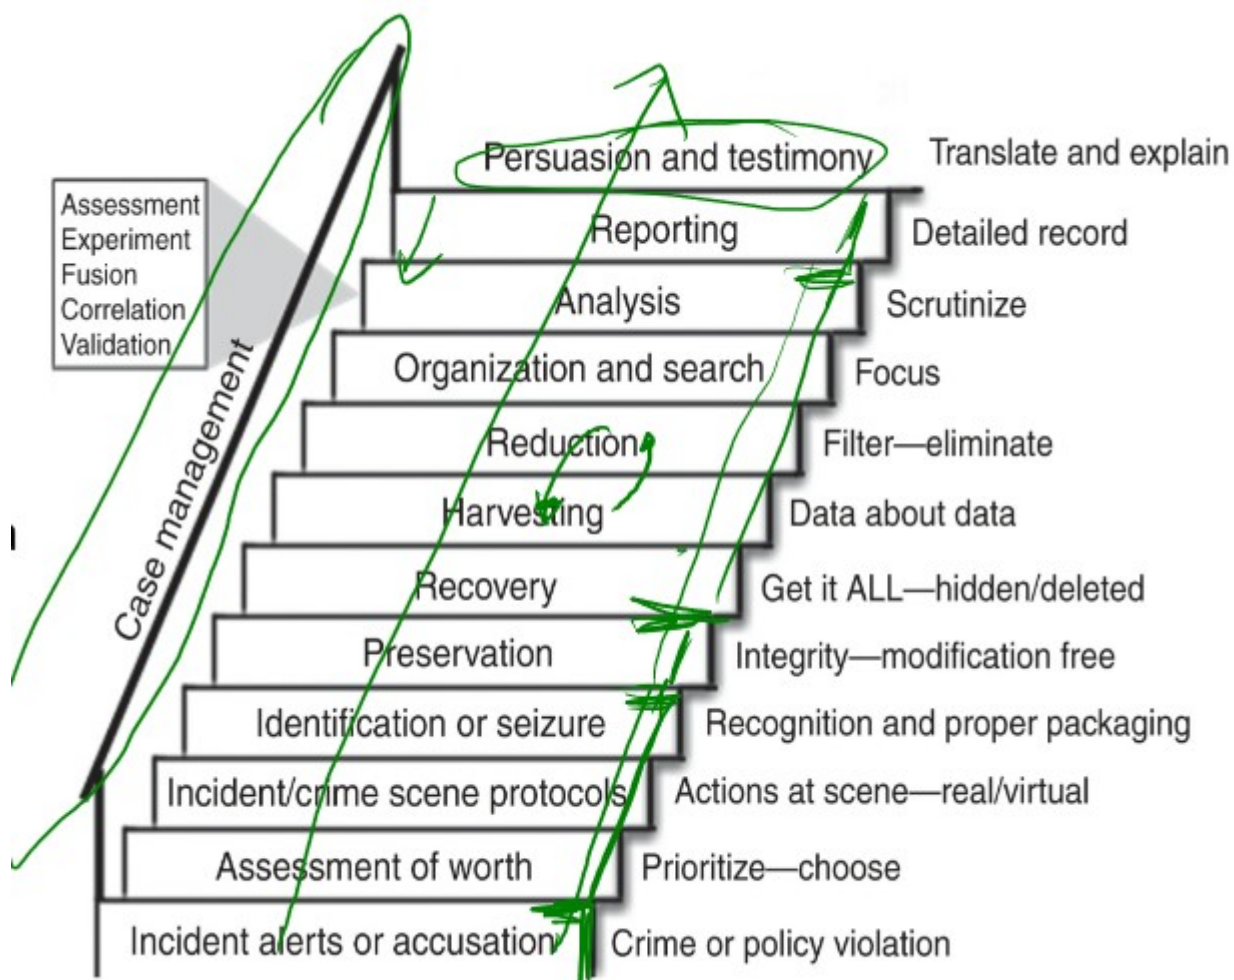 Persuasion and testimony
Translate and explain
Reporting
Detailed record
Assessment
Experiment
Fusion
Correlation
Validation
Analysis
Scrutinize
Organization and search
Focus
Reduction
Filter—eliminate
Harvesting
Data about data
Case management
Recovery
Get it ALL—hidden/deleted
Preservation
Integrity—modification free
Identification or seizure
Recognition and proper packaging
Incident/crime scene protocols
Actions at scene—real/virtual
Assessment of worth
Prioritize—choose
Incident alerts or accusation
Crime or policy violation